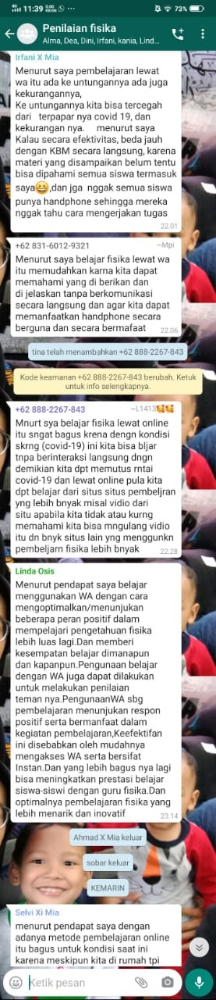 11:39
73%
Penilaian fisika
Alma, Dea, Dini, Irfani, kania, Lind...
Irfani X Mia
Menurut saya pembelajaran lewat
wa itu ada ke untungannya ada juga
kekurangannya,
Ke untungannya kita bisa tercegah
dari terpapar nya covid 19, dan
kekurangan nya. menurut saya
Kalau secara efektivitas, beda jauh
dengan KBM secara langsung, karena
materi yang disampaikan belum tentu
bisa dipahami semua siswa termasuk
saya😆,dan jga nggak semua siswa
punya handphone sehingga mereka
nggak tahu cara mengerjakan tugas
22.01
+62 831-6012-9321 ~Mpi
Menurut saya belajar fisika lewat wa
itu memudahkan karna kita dapat
memahami yang di berikan dan
di jelaskan tanpa berkomunikasi
secara langsung dan agar kita dapat
memanfaatkan handphone secara
berguna dan secara bermafaat
22.06
tina telah menambahkan +62 888-2267-843
Kode keamanan +62 888-2267-843 berubah. Ketuk
untuk info selengkapnya.
+62 888-2267-843 ~L1413🥰🥰
Mnurt sya belajar fisika lewat online
itu sngat bagus krena dengn kondisi
skrng (covid-19) ini kita bisa bljar
tnpa berinteraksi langsung dngn
demikian kita dpt memutus rntai
covid-19 dan lewat online pula kita
dpt belajar dari situs situs pembeljran
yng lebih bnyak misal vidio dari
situ apabila kita tidak atau kurng
memahami kita bisa mngulang vidio
itu dn bnyk situs lain yng menggunkn
pembeljarn fisika lebih bnyak
22.28
Linda Osis
Menurut pendapat saya belajar
menggunakan WA dengan cara
mengoptimalkan/menunjukan
beberapa peran positif dalam
mempelajari pengetahuan fisika
lebih luas lagi.Dan memberi
kesempatan belajar dimanapun
dan kapanpun.Pengunaan belajar
dengan WA juga dapat dilakukan
untuk melakukan penilaian
teman nya.PengunaanWA sbg
pembelajaran menunjukan respon
positif serta bermanfaat dalam
kegiatan pembelajaran,Keefektifan
ini disebabkan oleh mudahnya
mengakses WA serta bersifat
Instan.Dan yang lebih bagus nya lagi
bisa meningkatkan prestasi belajar
siswa-siswi dengan guru fisika.Dan
optimalnya pembelajaran fisika yang
lebih menarik dan inovatif
23.14
Ahmad X Mia keluar
sobar keluar
KEMARIN
Selvi Xi Mia
menurut pendapat saya dengan
adanya metode pembelajaran online
itu bagus untuk kondisi saat ini
karena meskipun kita di rumah tpi
Ketik pesan